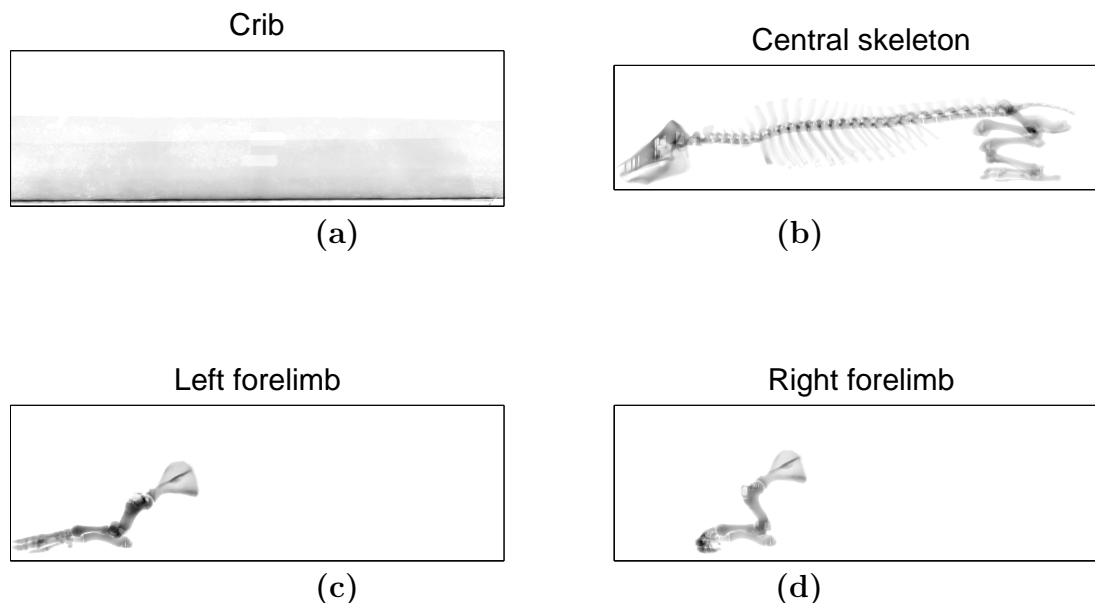 Crib
Central skeleton
(a)
(b)
Left forelimb
Right forelimb
(c)
(d)